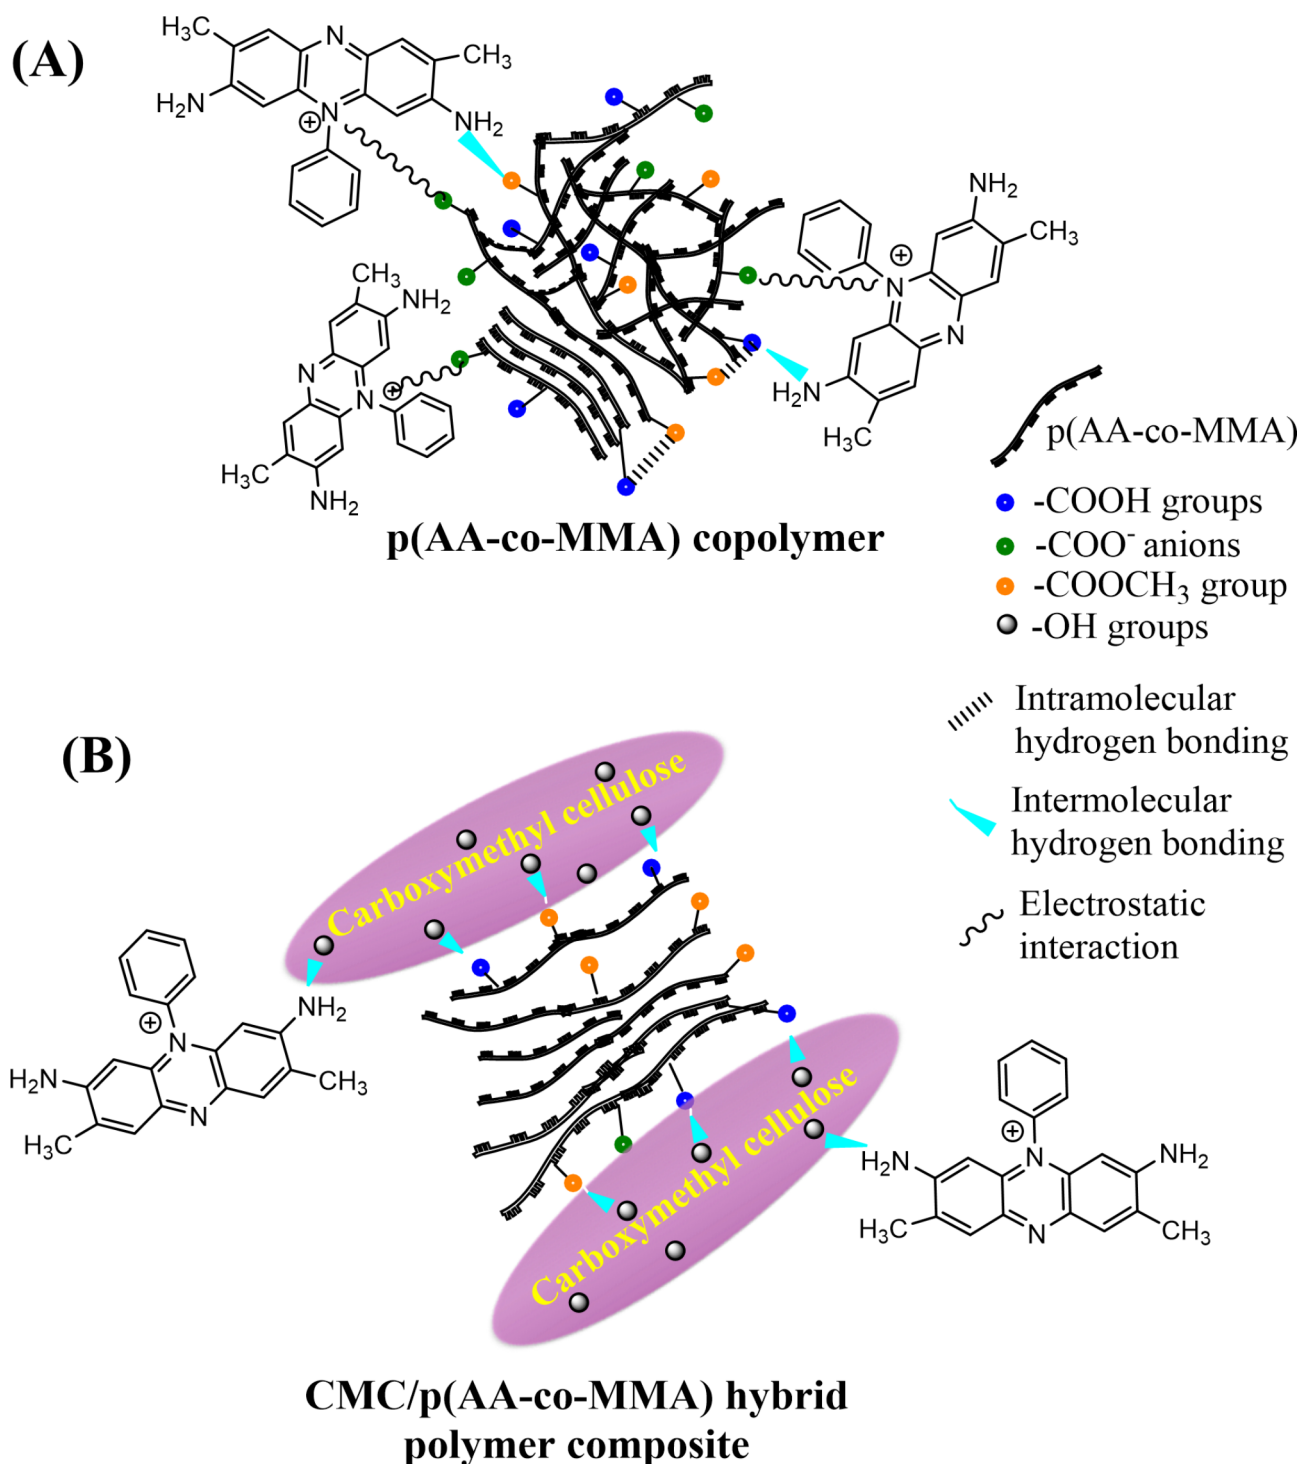 (A)
H₃C
N
CH₃
H₂N
N
⊕
NH₂
NH₂
CH₃
⊕
N
N
H₂N
H₃C
CH₃
NH₂
N
⊕
N
H₃C
NH₂
p(AA-co-MMA) copolymer
p(AA-co-MMA)
-COOH groups
-COO⁻ anions
-COOCH₃ group
-OH groups
Intramolecular
hydrogen bonding
Intermolecular
hydrogen bonding
Electrostatic
interaction
(B)
Carboxymethyl cellulose
⊕
N
NH₂
H₂N
CH₃
N
H₃C
Carboxymethyl cellulose
⊕
N
H₂N
NH₂
H₃C
N
CH₃
CMC/p(AA-co-MMA) hybrid
polymer composite